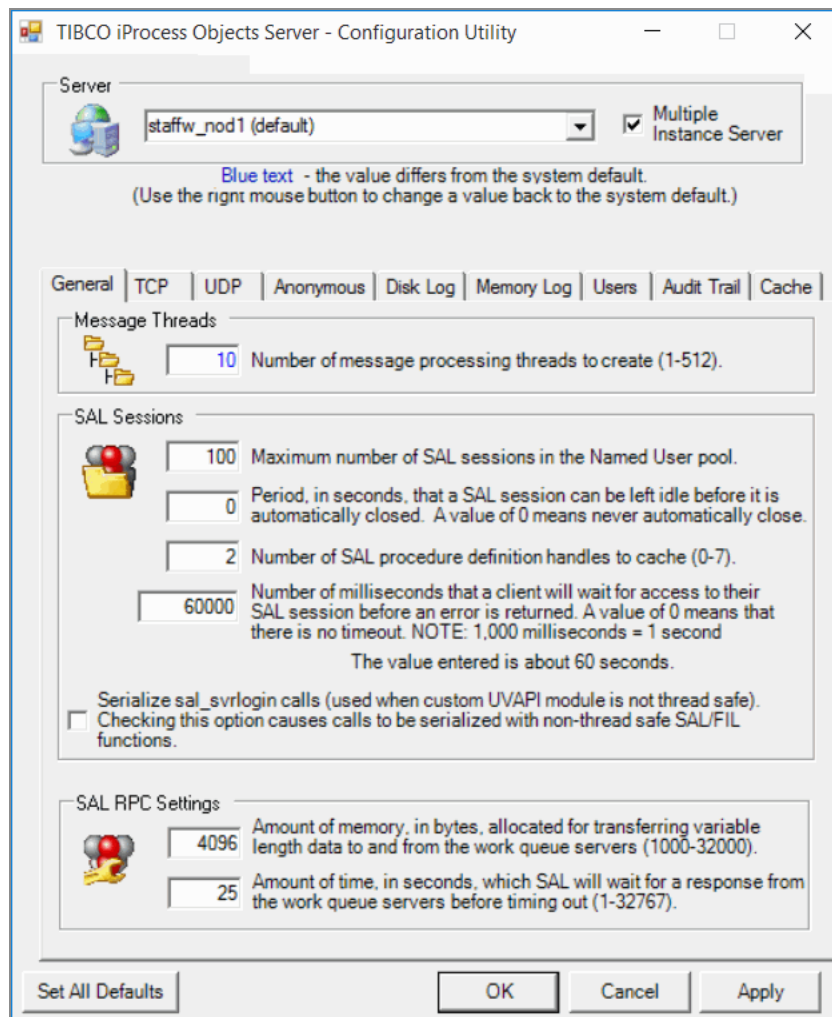 TIBCO iProcess Objects Server - Configuration Utility
Server
staffw_nod1 (default)
Multiple
Instance Server
Blue text - the value differs from the system default.
(Use the right mouse button to change a value back to the system default.)
General TCP UDP Anonymous Disk Log Memory Log Users Audit Trail Cache
Message Threads
10 Number of message processing threads to create (1-512).
SAL Sessions
100 Maximum number of SAL sessions in the Named User pool.
Period, in seconds, that a SAL session can be left idle before it is
0 automatically closed. A value of 0 means never automatically close.
2 Number of SAL procedure definition handles to cache (0-7).
Number of milliseconds that a client will wait for access to their
60000 SAL session before an error is returned. A value of 0 means that
there is no timeout. NOTE: 1,000 milliseconds = 1 second
The value entered is about 60 seconds.
Serialize sal_svrlogin calls (used when custom UVAPI module is not thread safe).
Checking this option causes calls to be serialized with non-thread safe SAL/FIL
functions.
SAL RPC Settings
4096 Amount of memory, in bytes, allocated for transferring variable
length data to and from the work queue servers (1000-32000).
25 Amount of time, in seconds, which SAL will wait for a response from
the work queue servers before timing out (1-32767).
Set All Defaults OK Cancel Apply